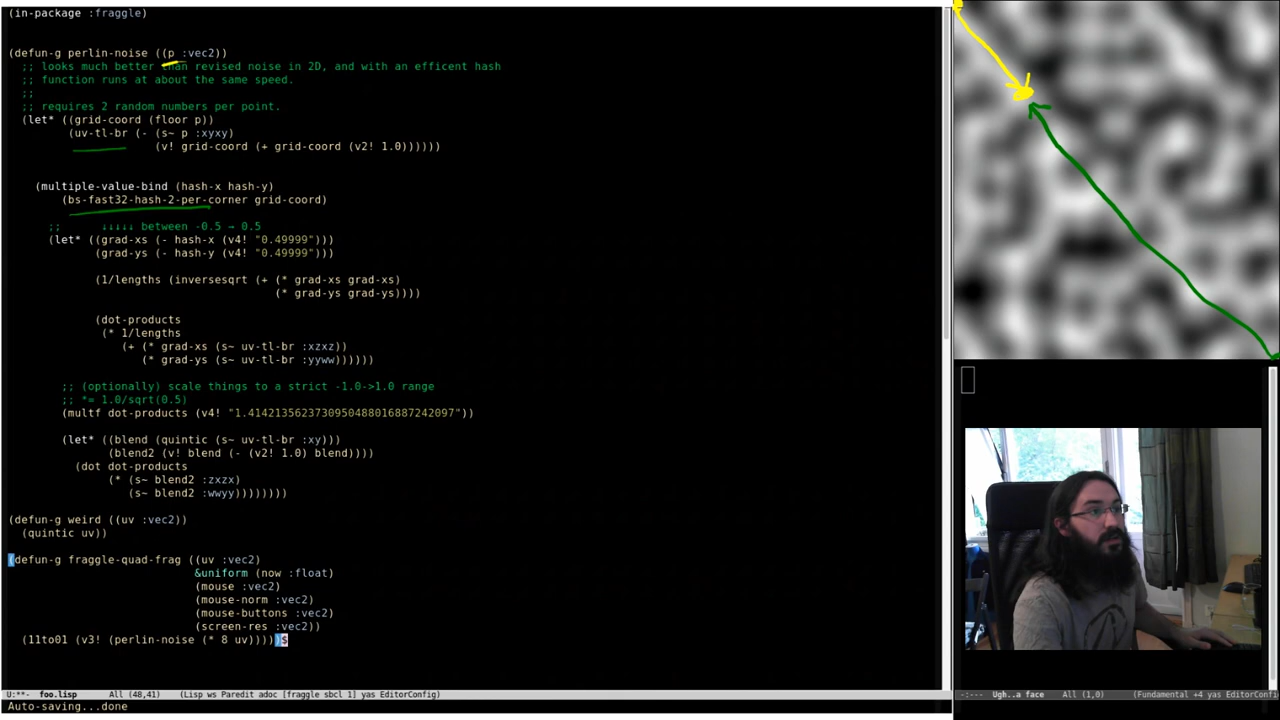 (in-package :fraggle)
(defun-g perlin-noise ((p :vec2))
;; looks much better than revised noise in 2D, and with an efficent hash
;; function runs at about the same speed.
;;
;; requires 2 random numbers per point.
(let* ((grid-coord (floor p))
(uv-tl-br (- (s~ p :xyxy)
(v! grid-coord (+ grid-coord (v2! 1.0))))))
(multiple-value-bind (hash-x hash-y)
(bs-fast32-hash-2-per-corner grid-coord)
;; ↓↓↓↓↓ between -0.5 → 0.5
(let* ((grad-xs (- hash-x (v4! "0.49999")))
(grad-ys (- hash-y (v4! "0.49999")))
(1/lengths (inversesqrt (+ (* grad-xs grad-xs)
(* grad-ys grad-ys))))
(dot-products
(* 1/lengths
(+ (* grad-xs (s~ uv-tl-br :xzxz))
(* grad-ys (s~ uv-tl-br :yyww))))))
;; (optionally) scale things to a strict -1.0->1.0 range
;; *= 1.0/sqrt(0.5)
(multf dot-products (v4! "1.4142135623730950488016887242097"))
(let* ((blend (quintic (s~ uv-tl-br :xy)))
(blend2 (v! blend (- (v2! 1.0) blend))))
(dot dot-products
(* (s~ blend2 :zxzx)
(s~ blend2 :wwyy))))))))
(defun-g weird ((uv :vec2))
(quintic uv))
(defun-g fraggle-quad-frag ((uv :vec2)
&uniform (now :float)
(mouse :vec2)
(mouse-norm :vec2)
(mouse-buttons :vec2)
(screen-res :vec2))
(11to01 (v3! (perlin-noise (* 8 uv)))))$
U:**- foo.lisp All (48,41) (Lisp ws Paredit adoc [fraggle sbcl 1] yas EditorConfig)
-:--- Ugh..a face All (1,0) (Fundamental +4 yas EditorConfi
Auto-saving...done